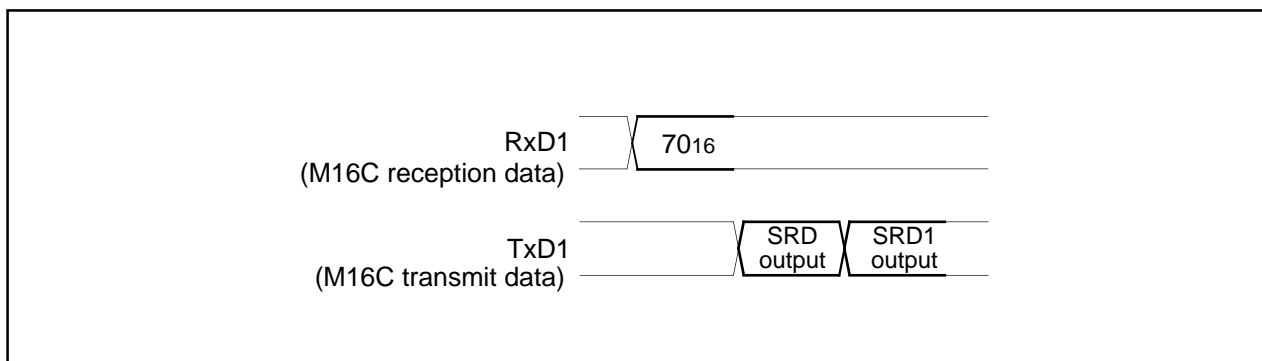 RxD1
(M16C reception data)
7016
TxD1
(M16C transmit data)
SRD
output
SRD1
output